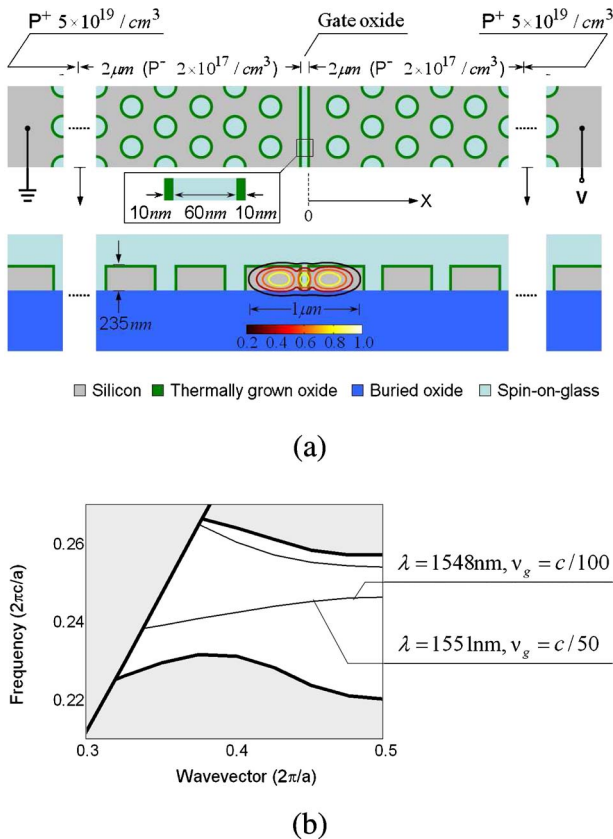 P+ 5×10^19 / cm^3
Gate oxide
P+ 5×10^19 / cm^3
2μm (P- 2×10^17 / cm^3)
2μm (P- 2×10^17 / cm^3)
10nm
60nm
10nm
0
X
V
235nm
1μm
0.2 0.4 0.6 0.8 1.0
Silicon
Thermally grown oxide
Buried oxide
Spin-on-glass
(a)
Frequency (2πc/a)
0.26
0.24
0.22
0.3
0.4
0.5
Wavevector (2π/a)
λ = 1548nm, νg = c/100
λ = 1551nm, νg = c/50
(b)